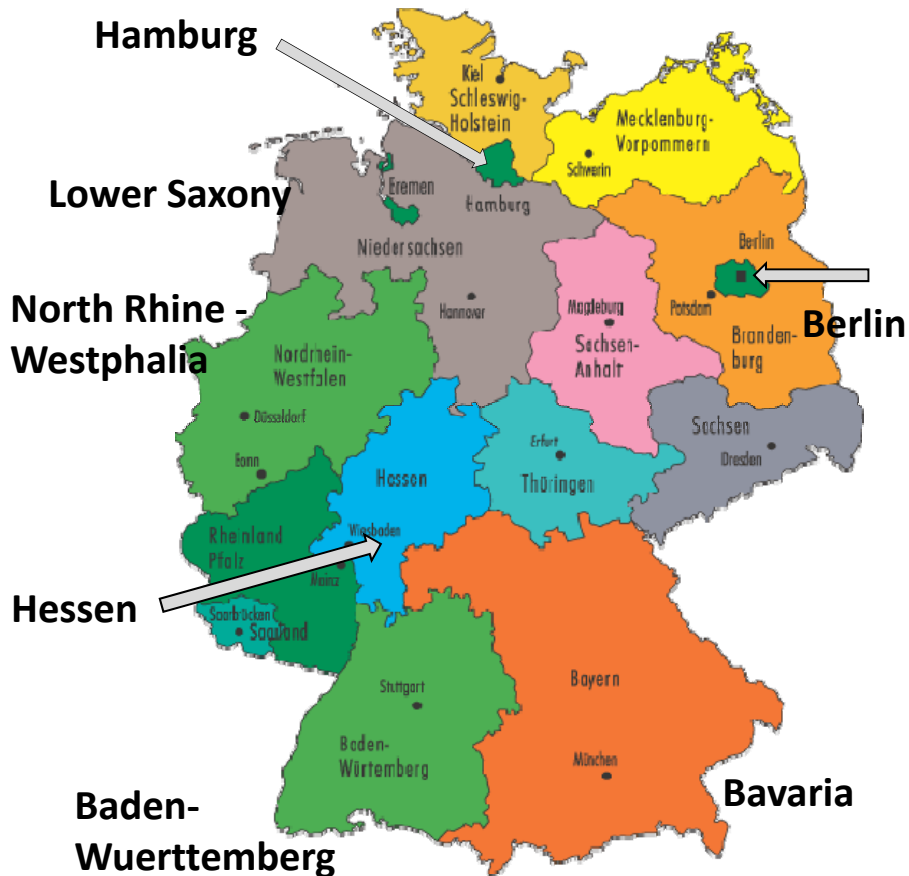 Hamburg
Kiel
Schleswig-
Holstein
Mecklenburg-
Vorpommern
Schwerin
Lower Saxony
Eremen
Hamburg
Niedersachsen
Berlin
North Rhine -
Westphalia
Hannover
Magdeburg
Potsdam
Berlin
Sachsen-
Anhalt
Branden-
burg
Nordrhein-
Westfalen
Düsseldorf
Bonn
Hessen
Erfurt
Thüringen
Sachsen
Dresden
Rheinland
Pfalz
Wiesbaden
Mainz
Hessen
Saarbrücken
Saarland
Stuttgart
Bayern
Baden-
Würtemberg
München
Bavaria
Baden-
Wuerttemberg